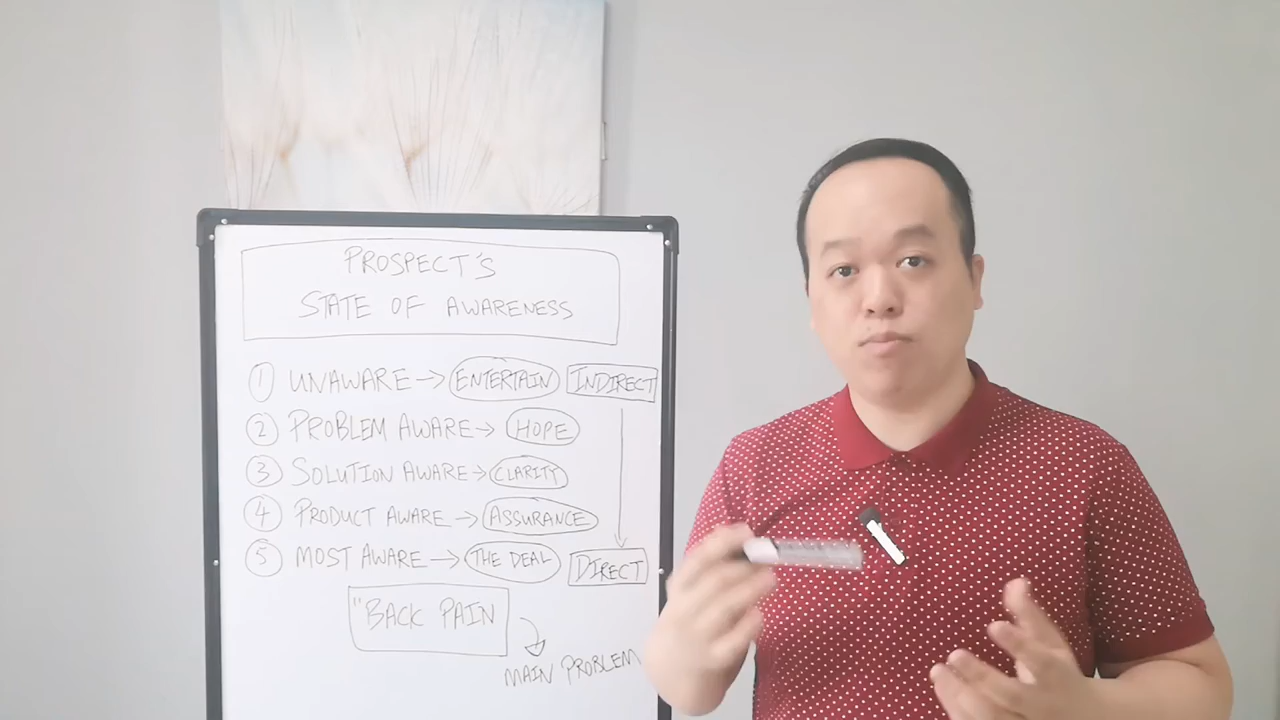 PROSPECT'S
STATE OF AWARENESS
1 UNAWARE → ENTERTAIN INDIRECT
2 PROBLEM AWARE → HOPE
3 SOLUTION AWARE → CLARITY
4 PRODUCT AWARE → ASSURANCE
5 MOST AWARE → THE DEAL DIRECT
"BACK PAIN
MAIN PROBLEM